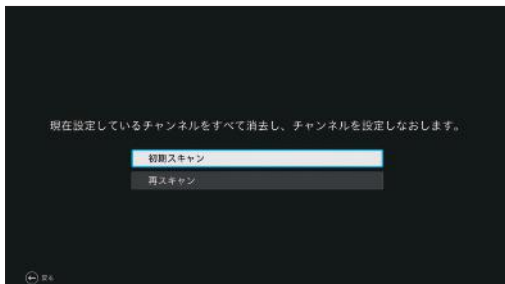 現在設定しているチャンネルをすべて消去し、チャンネルを設定しなおします。
初期スキャン
再スキャン
戻る